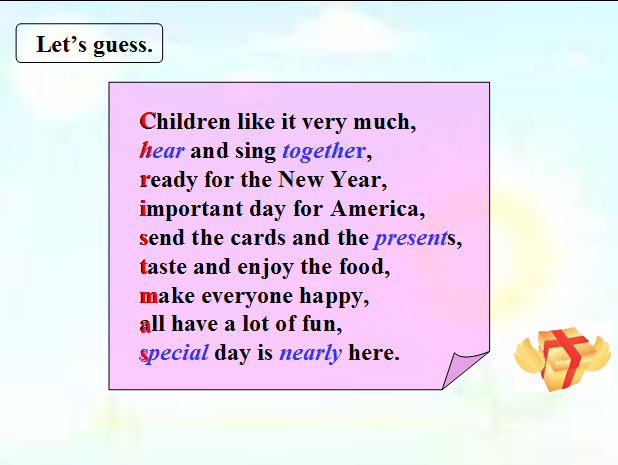 Let's guess.
Children like it very much,
hear and sing together,
ready for the New Year,
important day for America,
send the cards and the presents,
taste and enjoy the food,
make everyone happy,
all have a lot of fun,
special day is nearly here.